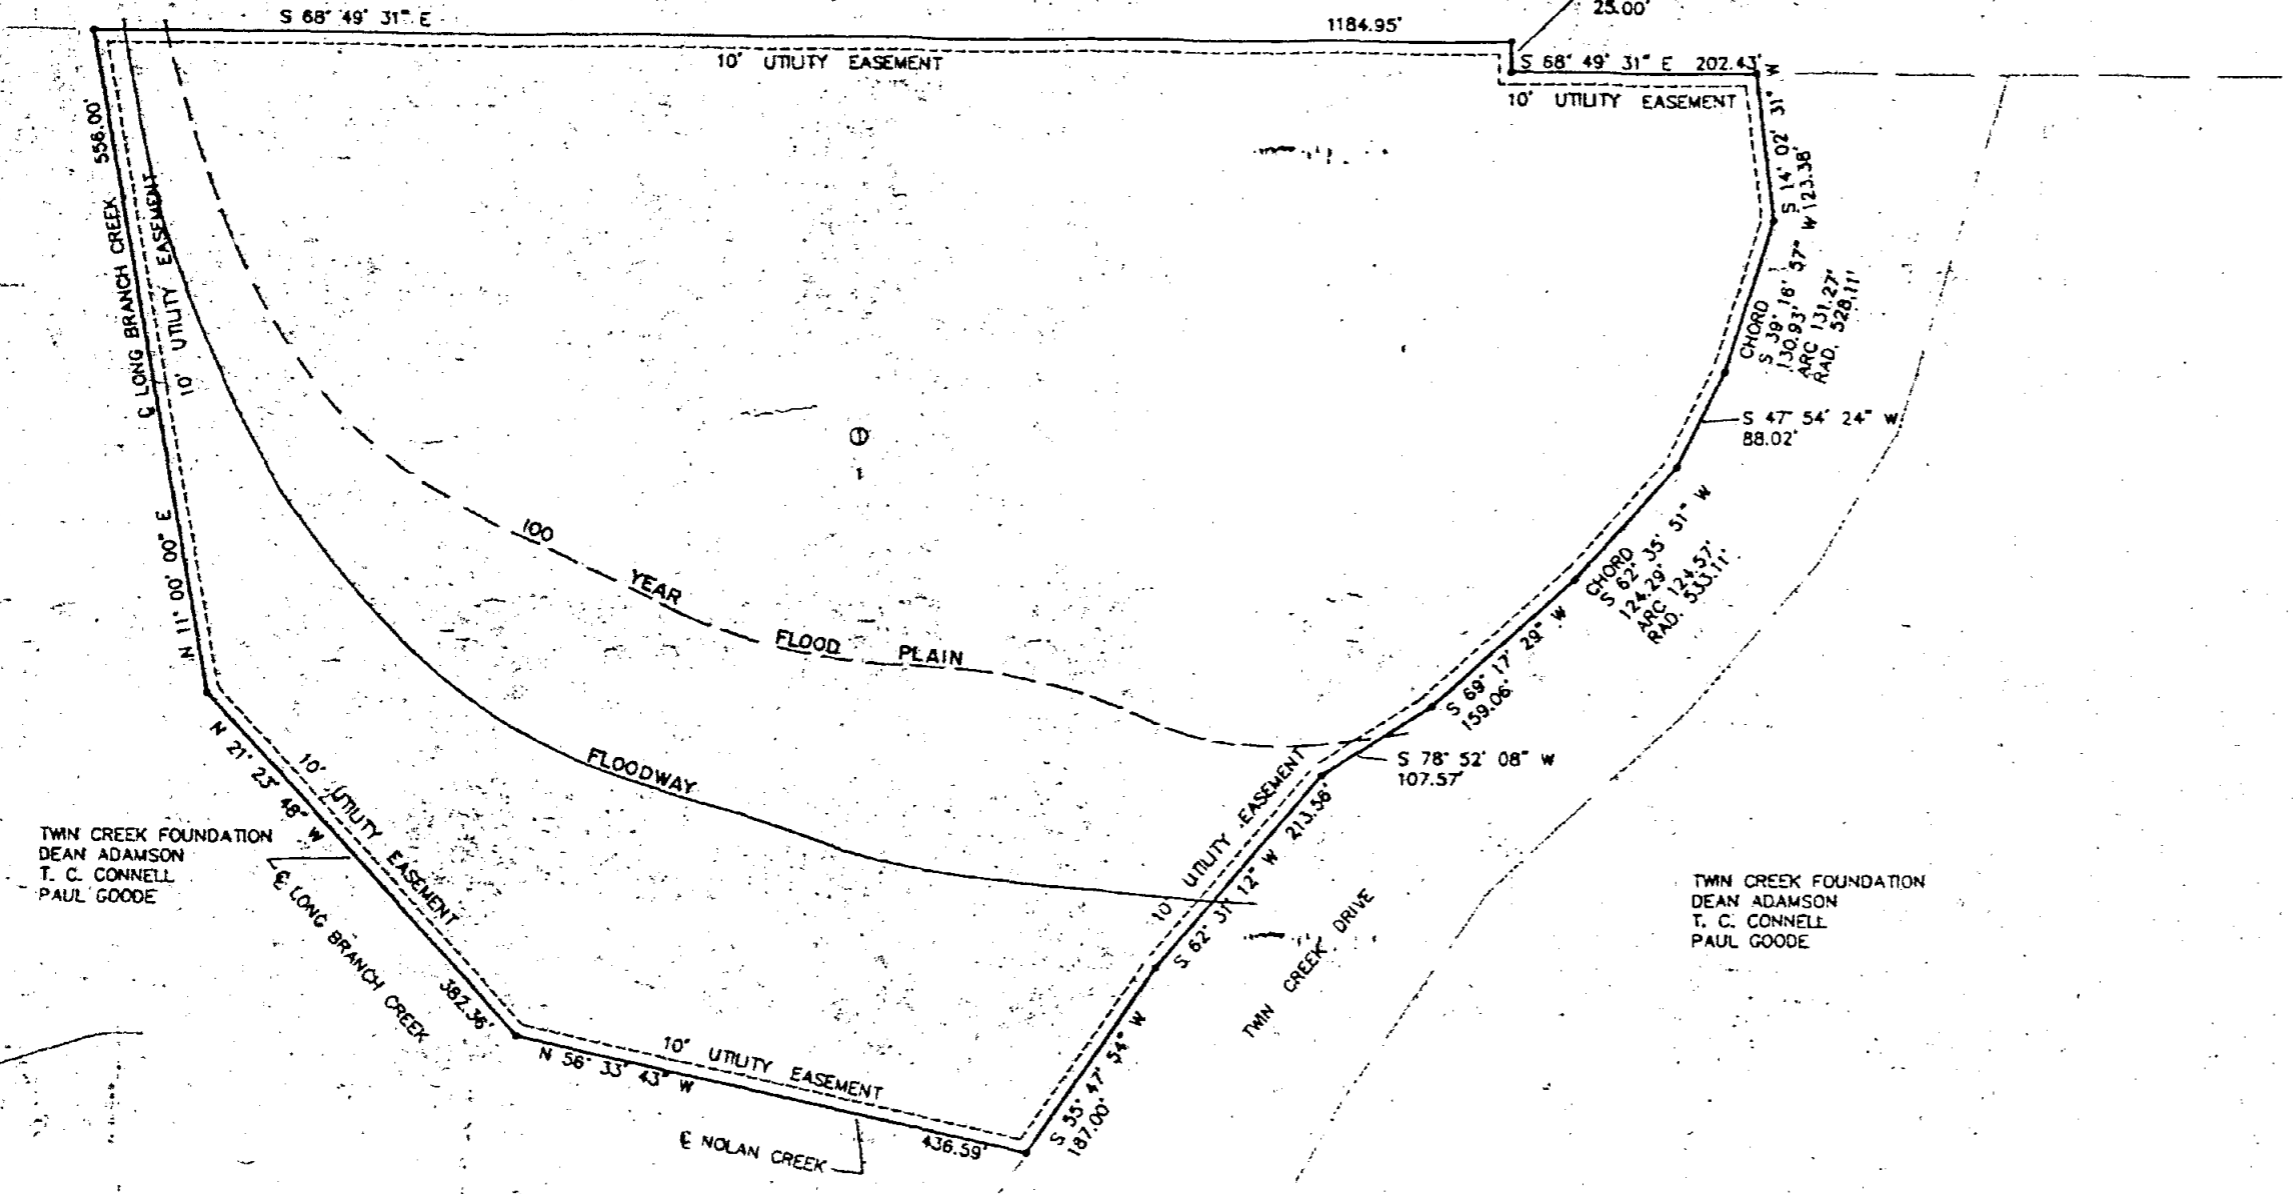 25.00'
S 68° 49' 31" E
1184.95'
10' UTILITY EASEMENT
S 68° 49' 31" E 202.43'
10' UTILITY EASEMENT
S 14° 02' 31" W
123.38'
556.00'
℄ LONG BRANCH CREEK
10' UTILITY EASEMENT
N 11° 00' 00" E
CHORD
S 39° 16' 57" W
130.93'
ARC 131.27'
RAD. 528.11'
S 47° 54' 24" W
88.02'
1
1
CHORD
S 62° 35' 51" W
124.29'
ARC 124.57'
RAD. 533.11'
100 YEAR FLOOD PLAIN
S 69° 17' 29" W
159.06'
S 78° 52' 08" W
107.57'
FLOODWAY
10' UTILITY EASEMENT
S 62° 31' 12" W 213.56'
N 21° 23' 48" W
10' UTILITY EASEMENT
TWIN CREEK FOUNDATION
DEAN ADAMSON
T. C. CONNELL
PAUL GOODE
℄ LONG BRANCH CREEK
382.36'
TWIN CREEK DRIVE
TWIN CREEK FOUNDATION
DEAN ADAMSON
T. C. CONNELL
PAUL GOODE
N 56° 33' 43" W
10' UTILITY EASEMENT
436.59'
℄ NOLAN CREEK
S 55° 47' 54" W
187.00'